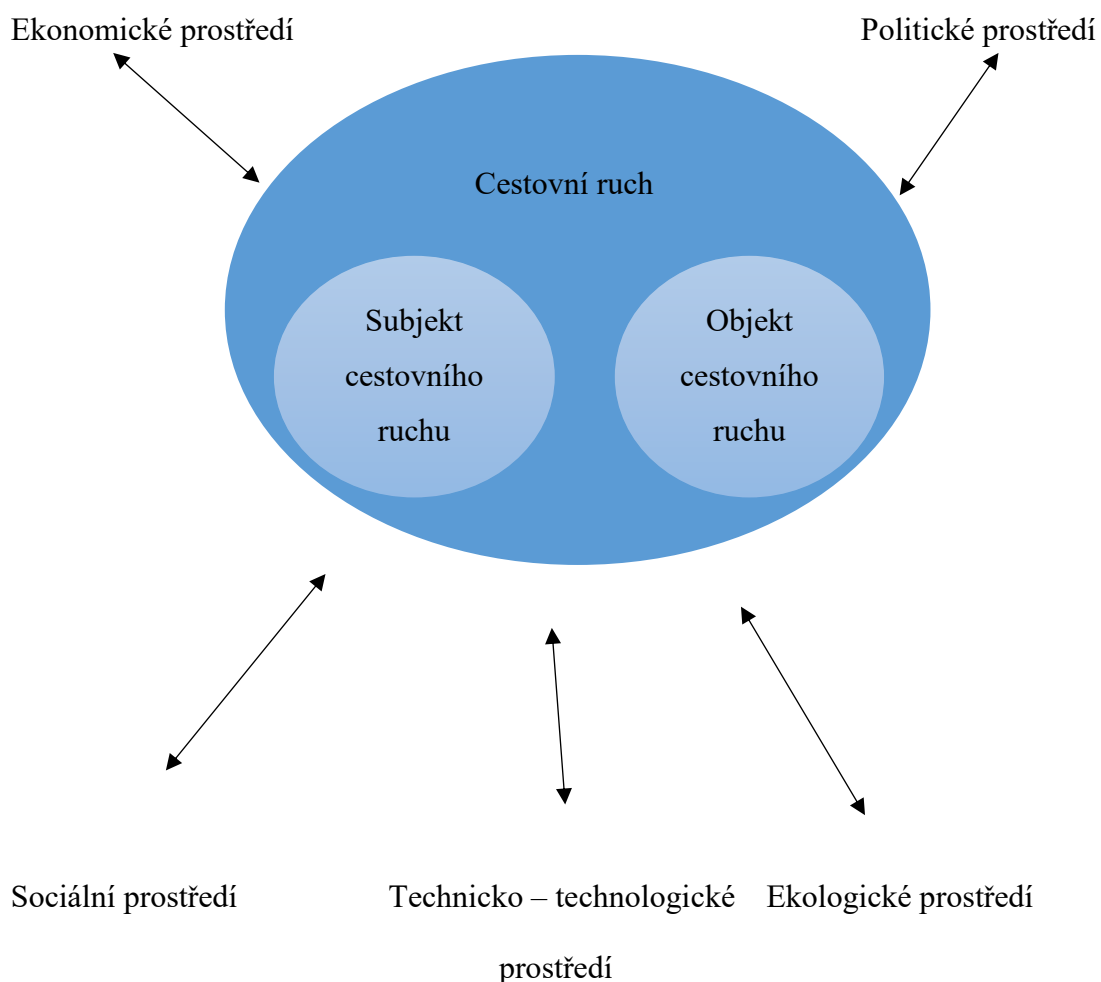 Ekonomické prostředí
Politické prostředí
Cestovní ruch
Subjekt
cestovního
ruchu
Objekt
cestovního
ruchu
Sociální prostředí
Technicko – technologické
prostředí
Ekologické prostředí